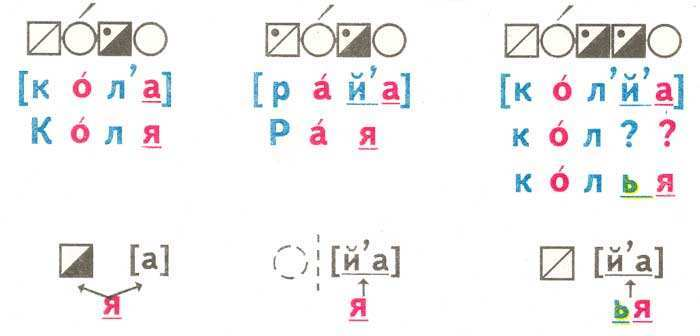 [к о́ л’ а] [р а́ й’ а] [к о́ л’ й’ а]
К о́ л я Р а́ я к о́ л ? ?
к о́ л ь я
[а] [й’ а] [й’ а]
я я ья